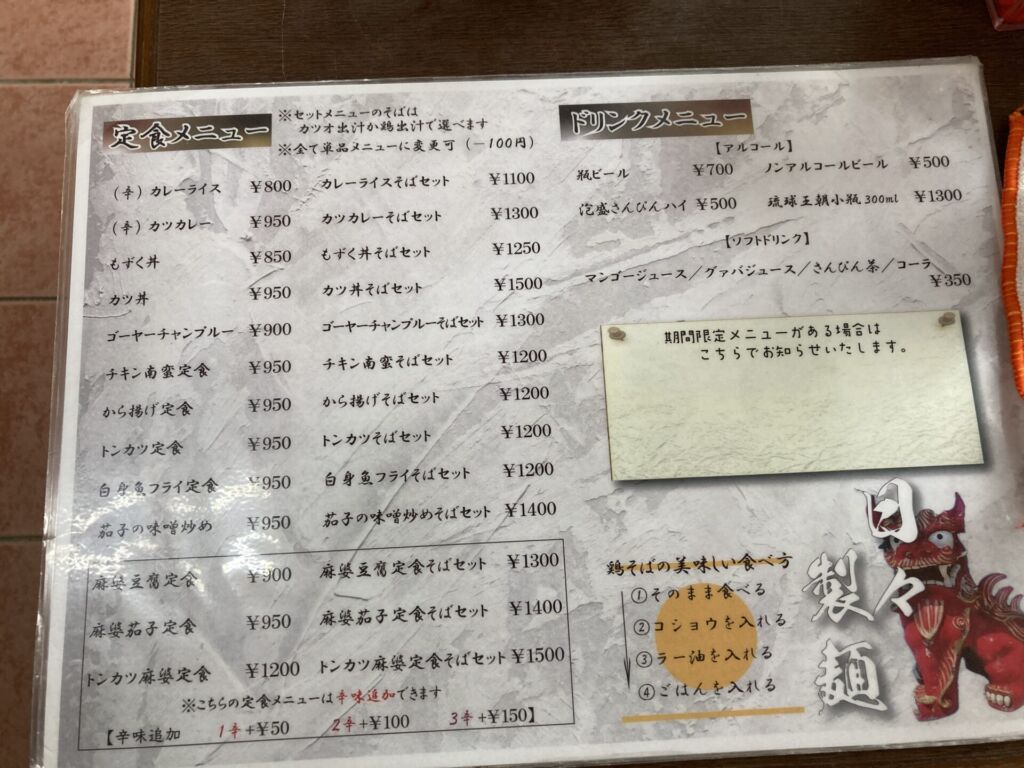 定食メニュー
※セットメニューのそばは
カツオ出汁か鶏出汁で選べます
※全て単品メニューに変更可（－100円）
（辛）カレーライス ¥800 カレーライスそばセット ¥1100
（辛）カツカレー ¥950 カツカレーそばセット ¥1300
もずく丼 ¥850 もずく丼そばセット ¥1250
カツ丼 ¥950 カツ丼そばセット ¥1500
ゴーヤーチャンプルー ¥900 ゴーヤーチャンプルーそばセット ¥1300
チキン南蛮定食 ¥950 チキン南蛮そばセット ¥1200
から揚げ定食 ¥950 から揚げそばセット ¥1200
トンカツ定食 ¥950 トンカツそばセット ¥1200
白身魚フライ定食 ¥950 白身魚フライそばセット ¥1200
茄子の味噌炒め ¥950 茄子の味噌炒めそばセット ¥1400
麻婆豆腐定食 ¥900 麻婆豆腐定食そばセット ¥1300
麻婆茄子定食 ¥950 麻婆茄子定食そばセット ¥1400
トンカツ麻婆定食 ¥1200 トンカツ麻婆定食そばセット ¥1500
※こちらの定食メニューは辛味追加できます
【辛味追加 1辛+¥50 2辛+¥100 3辛+¥150】
ドリンクメニュー
【アルコール】
瓶ビール ¥700 ノンアルコールビール ¥500
泡盛さんぴんハイ ¥500 琉球王朝小瓶300ml ¥1300
【ソフトドリンク】
マンゴージュース／グァバジュース／さんぴん茶／コーラ
¥350
期間限定メニューがある場合は
こちらでお知らせいたします。
鶏そばの美味しい食べ方
①そのまま食べる
②コショウを入れる
③ラー油を入れる
④ごはんを入れる
日々製麺